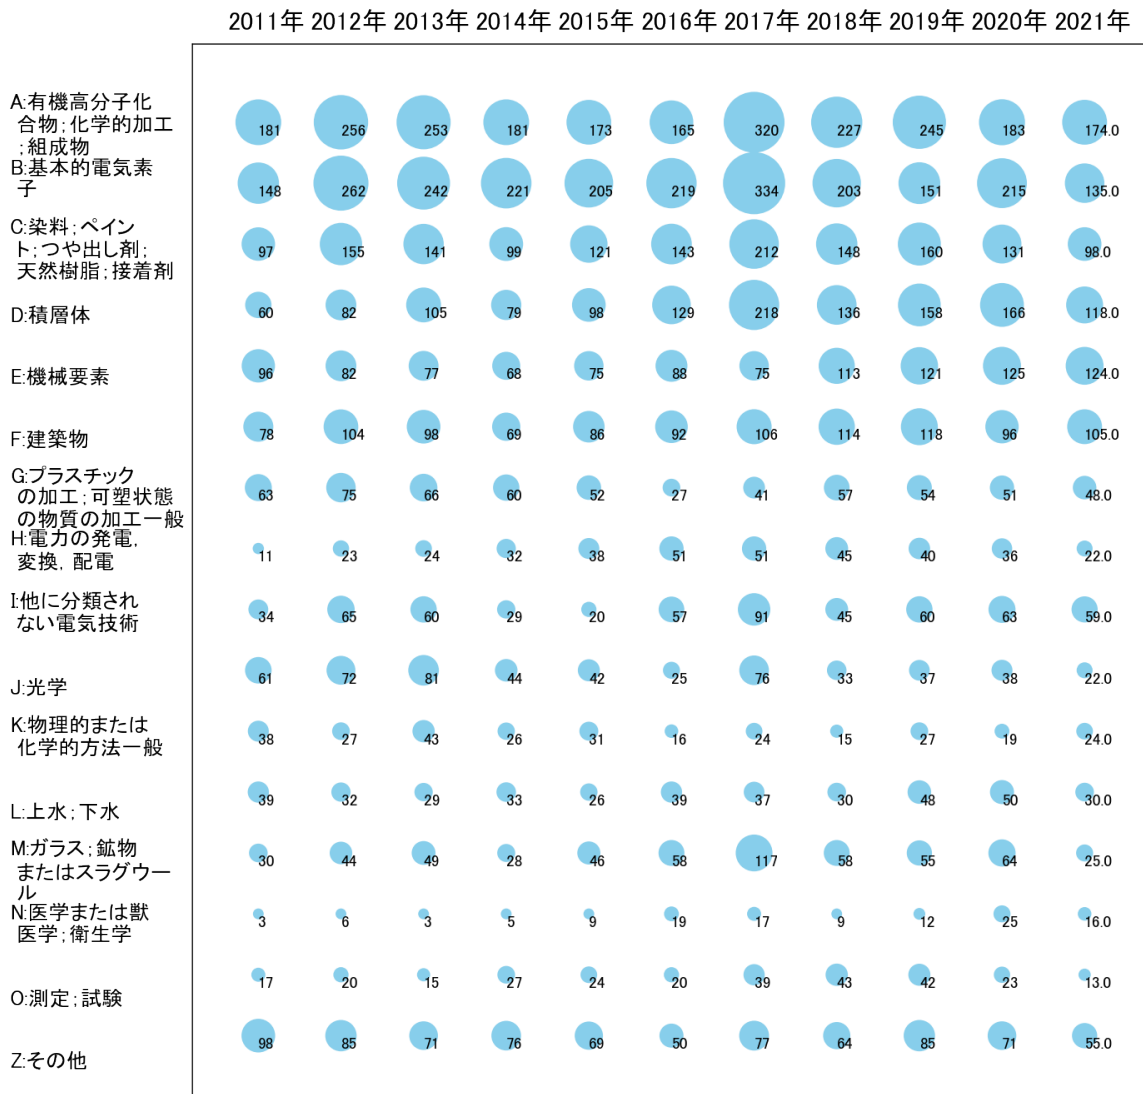 2011年 2012年 2013年 2014年 2015年 2016年 2017年 2018年 2019年 2020年 2021年
A:有機高分子化
合物;化学的加工
;組成物
181 256 253 181 173 165 320 227 245 183 174.0
B:基本的電気素
子
148 262 242 221 205 219 334 203 151 215 135.0
C:染料;ペイン
ト;つや出し剤;
天然樹脂;接着剤
97 155 141 99 121 143 212 148 160 131 98.0
D:積層体
60 82 105 79 98 129 218 136 158 166 118.0
E:機械要素
96 82 77 68 75 88 75 113 121 125 124.0
F:建築物
78 104 98 69 86 92 106 114 118 96 105.0
G:プラスチック
の加工;可塑状態
の物質の加工一般
63 75 66 60 52 27 41 57 54 51 48.0
H:電力の発電,
変換,配電
11 23 24 32 38 51 51 45 40 36 22.0
I:他に分類され
ない電気技術
34 65 60 29 20 57 91 45 60 63 59.0
J:光学
61 72 81 44 42 25 76 33 37 38 22.0
K:物理的または
化学的方法一般
38 27 43 26 31 16 24 15 27 19 24.0
L:上水;下水
39 32 29 33 26 39 37 30 48 50 30.0
M:ガラス;鉱物
またはスラグウー
ル
30 44 49 28 46 58 117 58 55 64 25.0
N:医学または獣
医学;衛生学
3 6 3 5 9 19 17 9 12 25 16.0
O:測定;試験
17 20 15 27 24 20 39 43 42 23 13.0
Z:その他
98 85 71 76 69 50 77 64 85 71 55.0